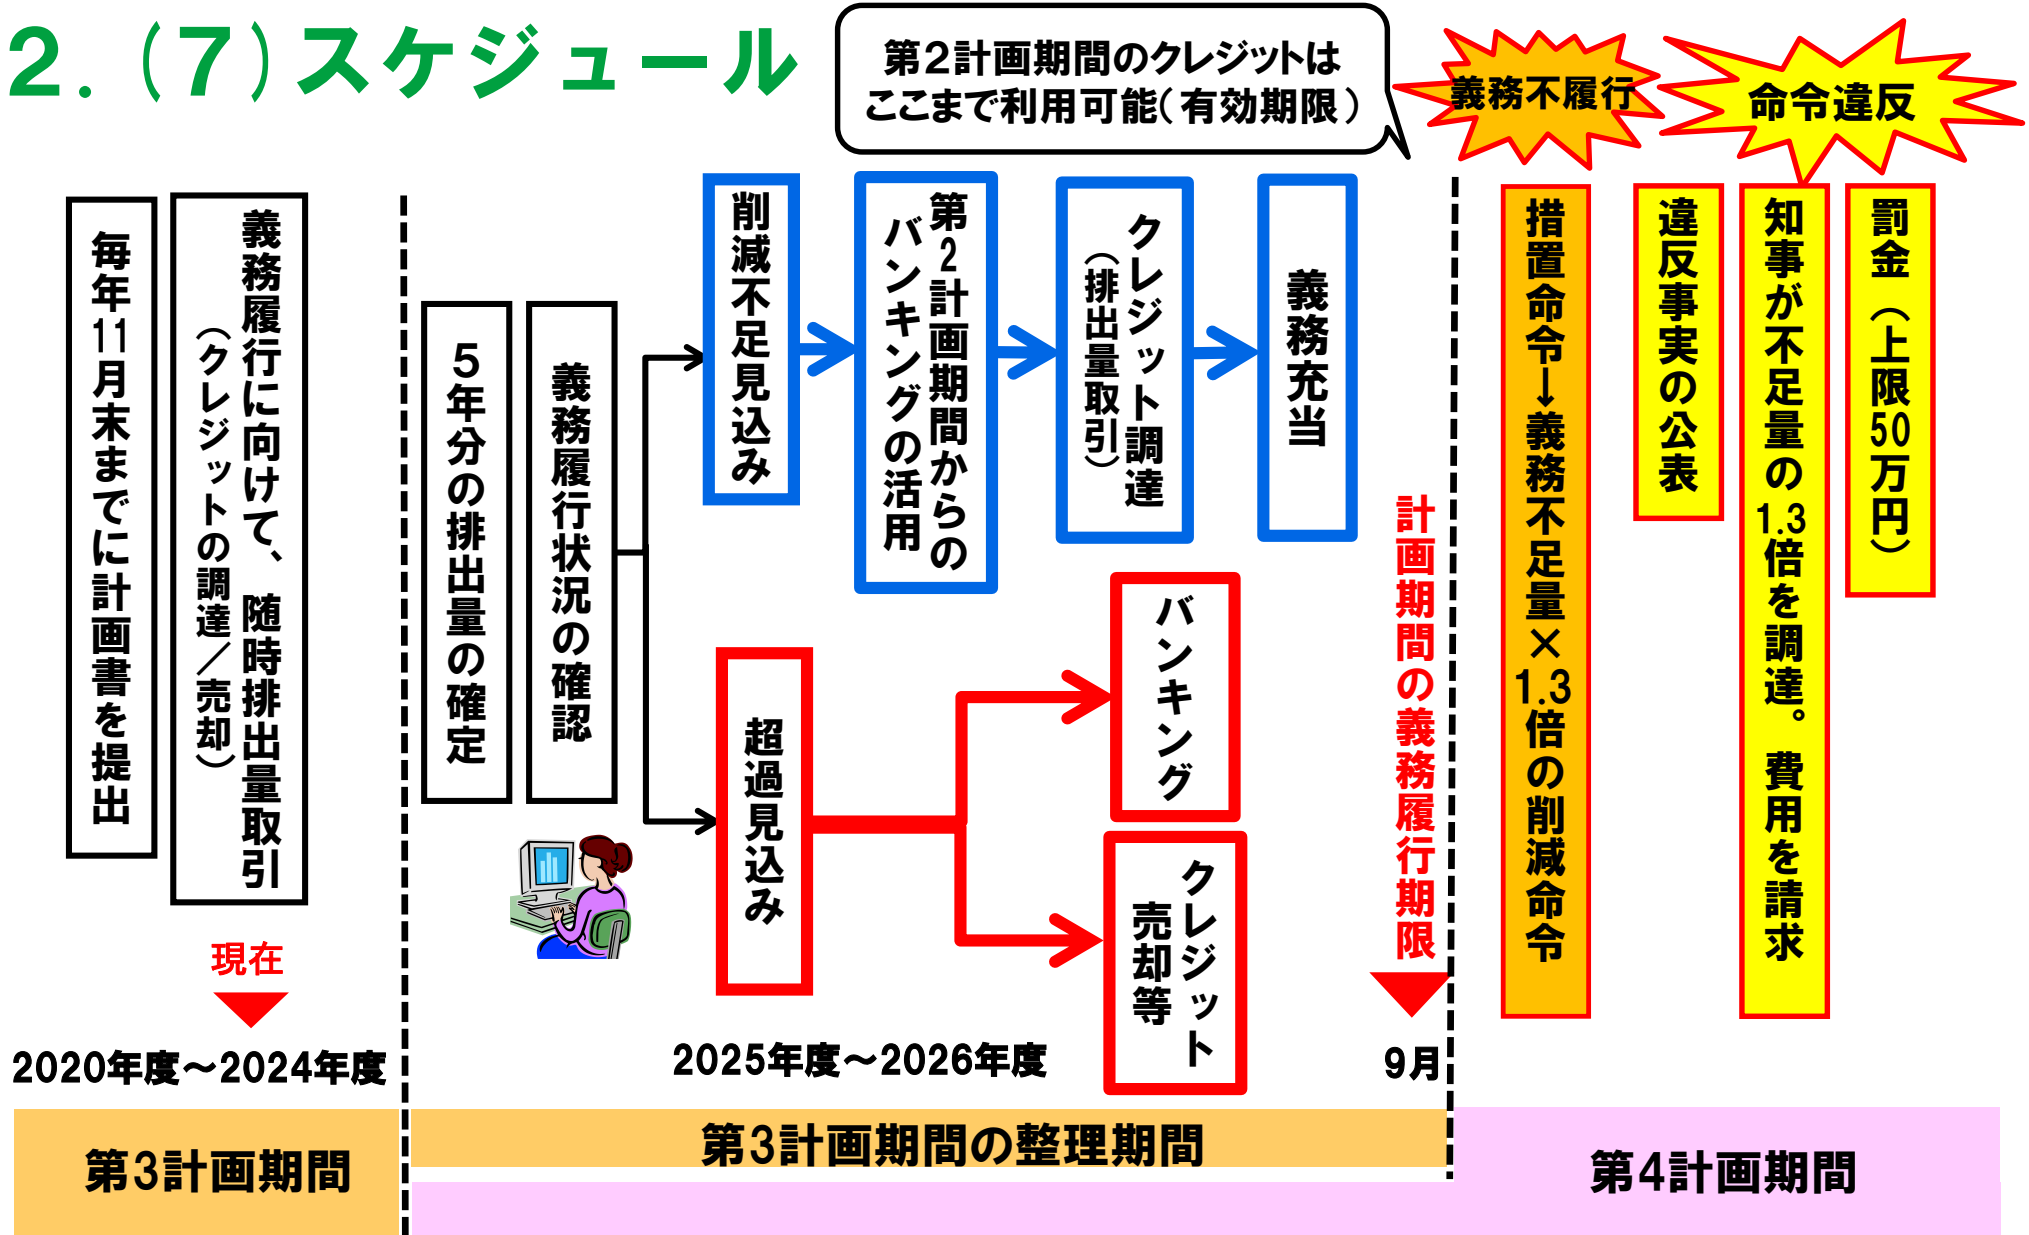 2．（7）スケジュール
第2計画期間のクレジットは
ここまで利用可能（有効期限）
義務不履行
命令違反
毎年11月末までに計画書を提出
義務履行に向けて、随時排出量取引
（クレジットの調達／売却）
5年分の排出量の確定
義務履行状況の確認
削減不足見込み
第2計画期間からの
バンキングの活用
クレジット調達
（排出量取引）
義務充当
超過見込み
バンキング
クレジット
売却等
計画期間の義務履行期限
措置命令→義務不足量×1.3倍の削減命令
違反事実の公表
知事が不足量の1.3倍を調達。費用を請求
罰金（上限50万円）
現在
2020年度～2024年度
2025年度～2026年度
9月
第3計画期間
第3計画期間の整理期間
第4計画期間